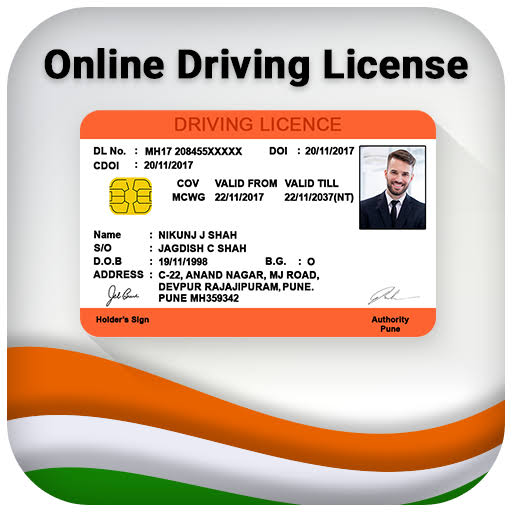 Online Driving License
DRIVING LICENCE
DL No. : MH17 208455XXXXX DOI : 20/11/2017
CDOI : 20/11/2017
COV VALID FROM VALID TILL
MCWG 22/11/2017 22/11/2037(NT)
Name : NIKUNJ J SHAH
S/O : JAGDISH C SHAH
D.O.B : 19/11/1998 B.G. : O
ADDRESS : C-22, ANAND NAGAR, MJ ROAD,
DEVPUR RAJAJIPURAM, PUNE.
PUNE MH359342
Holder's Sign
Authority
Pune